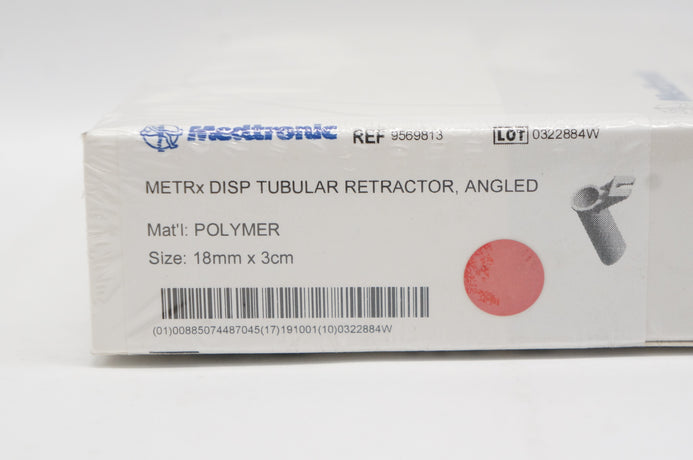 Medtronic REF 9569813 LOT 0322884W
METRx DISP TUBULAR RETRACTOR, ANGLED
Mat'l: POLYMER
Size: 18mm x 3cm
(01)00885074487045(17)191001(10)0322884W